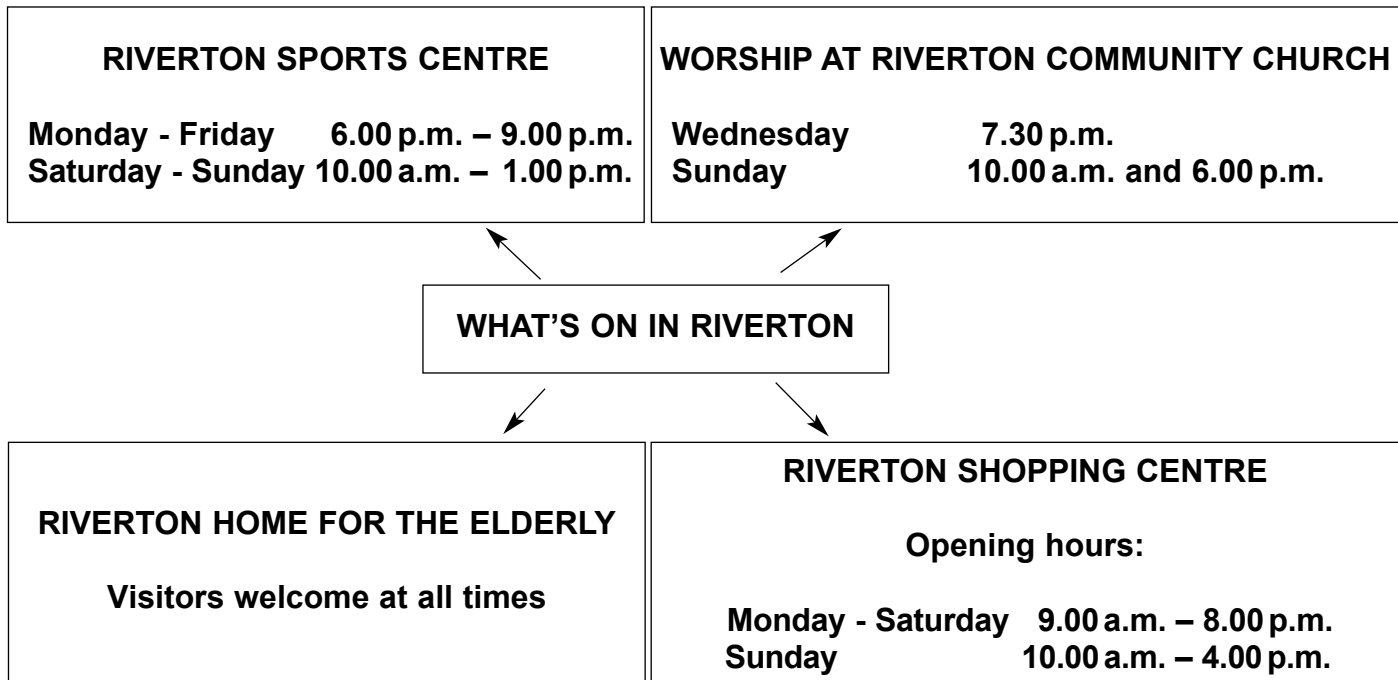 RIVERTON SPORTS CENTRE
Monday - Friday 6.00 p.m. – 9.00 p.m.
Saturday - Sunday 10.00 a.m. – 1.00 p.m.
WORSHIP AT RIVERTON COMMUNITY CHURCH
Wednesday 7.30 p.m.
Sunday 10.00 a.m. and 6.00 p.m.
WHAT’S ON IN RIVERTON
RIVERTON HOME FOR THE ELDERLY
Visitors welcome at all times
RIVERTON SHOPPING CENTRE
Opening hours:
Monday - Saturday 9.00 a.m. – 8.00 p.m.
Sunday 10.00 a.m. – 4.00 p.m.